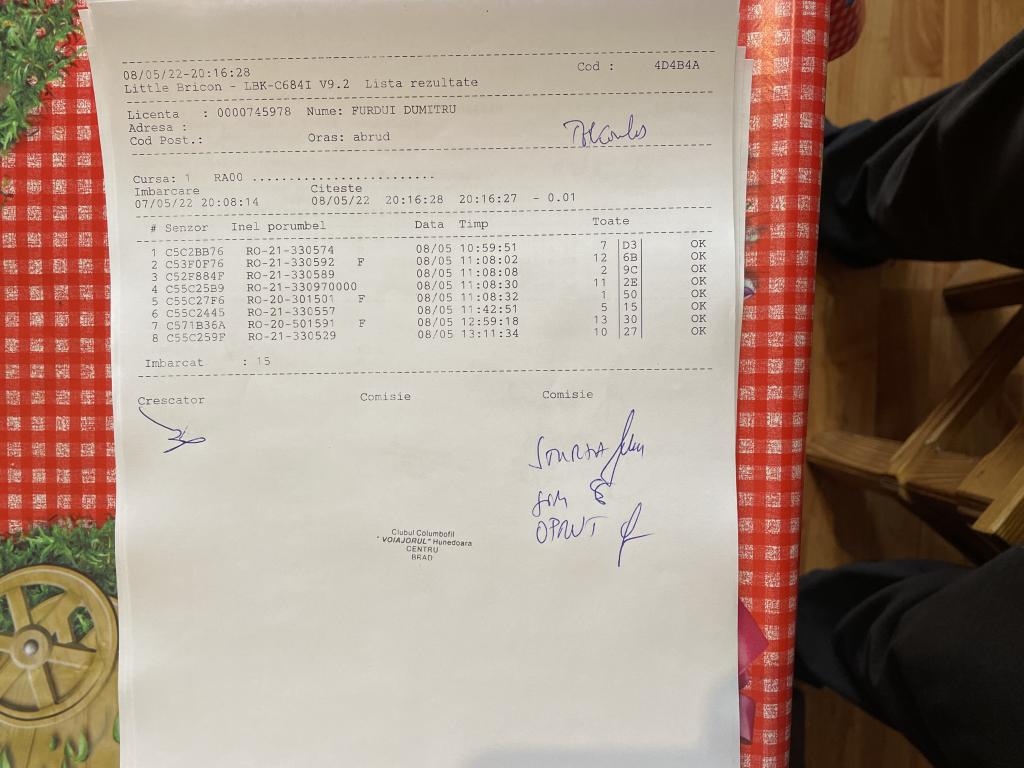 08/05/22-20:16:28 Cod : 4D4B4A
Little Bricon - LBK-C684I V9.2 Lista rezultate
Licenta : 0000745978 Nume: FURDUI DUMITRU
Adresa :
Cod Post.: Oras: abrud
Cursa: 1 RA00 ........................
Imbarcare Citeste
07/05/22 20:08:14 08/05/22 20:16:28 20:16:27 - 0.01
# Senzor Inel porumbel Data Timp Toate
1 C5C2BB76 RO-21-330574 08/05 10:59:51 7 |D3| OK
2 C53F0F76 RO-21-330592 F 08/05 11:08:02 12 |6B| OK
3 C52F884F RO-21-330589 08/05 11:08:08 2 |9C| OK
4 C55C25B9 RO-21-330970000 08/05 11:08:30 11 |2E| OK
5 C55C27F6 RO-20-301501 F 08/05 11:08:32 1 |50| OK
6 C55C2445 RO-21-330557 08/05 11:42:51 5 |15| OK
7 C571B36A RO-20-501591 F 08/05 12:59:18 13 |30| OK
8 C55C259F RO-21-330529 08/05 13:11:34 10 |27| OK
Imbarcat : 15
Crescator Comisie Comisie
OPRUT
Clubul Columbofil
"VOIAJORUL" Hunedoara
CENTRU
BRAD